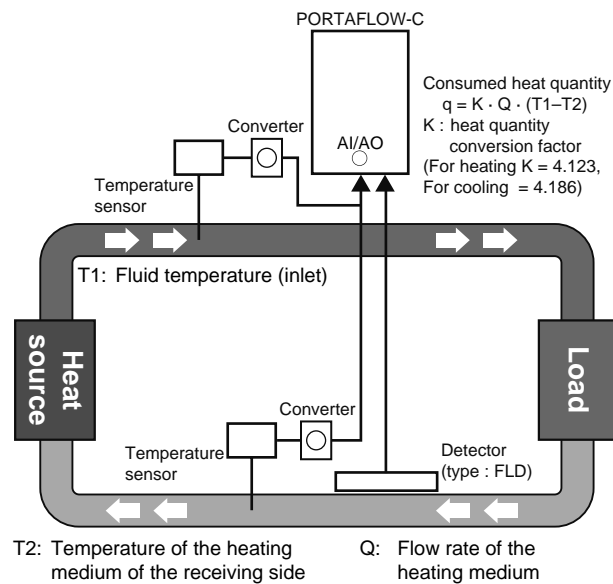 PORTAFLOW-C
Consumed heat quantity
q = K · Q · (T1–T2)
K : heat quantity
conversion factor
(For heating K = 4.123,
For cooling = 4.186)
AI/AO
Converter
Temperature
sensor
T1: Fluid temperature (inlet)
Heat
source
Load
Converter
Temperature
sensor
Detector
(type : FLD)
T2: Temperature of the heating
medium of the receiving side
Q: Flow rate of the
heating medium